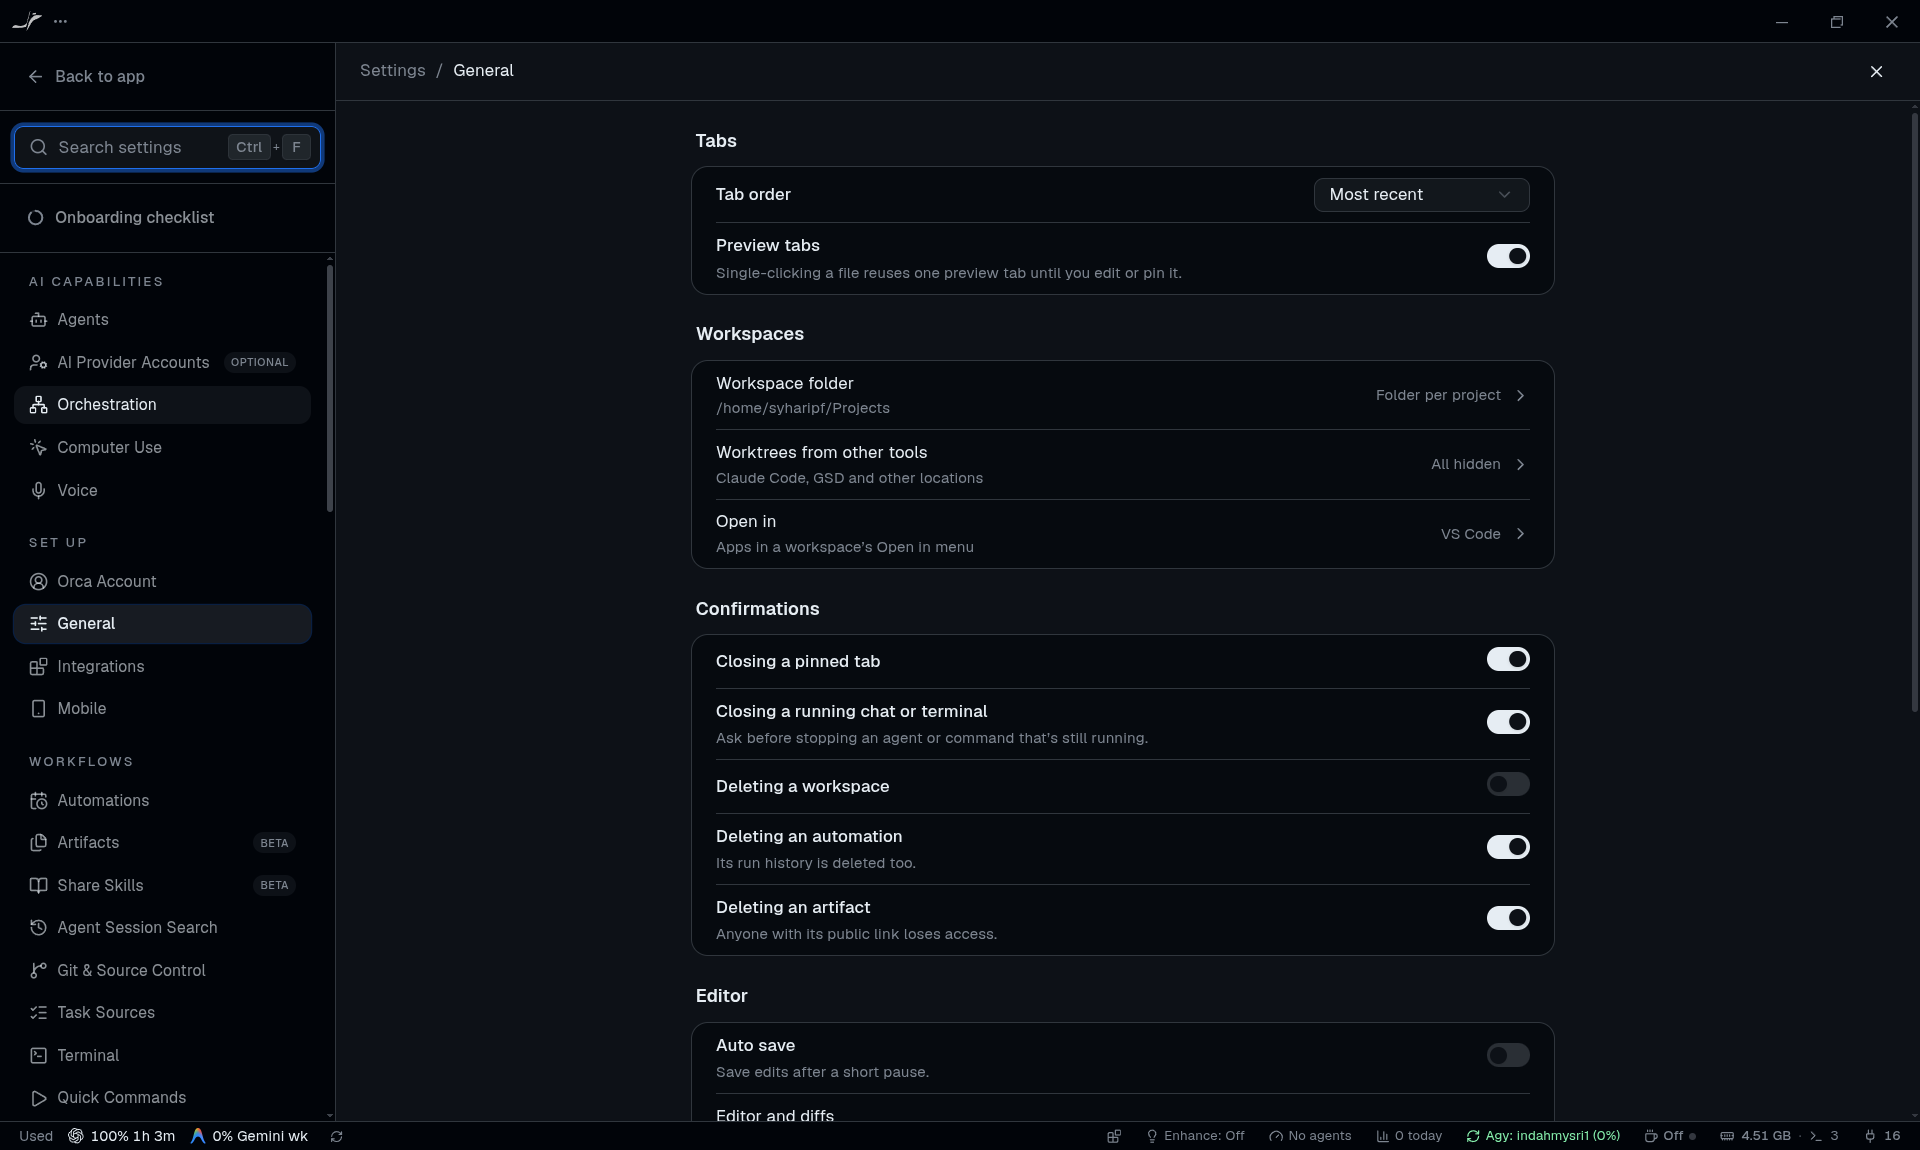 Back to app
Search settings Ctrl + F
Onboarding checklist
AI CAPABILITIES
Agents
AI Provider Accounts OPTIONAL
Orchestration
Computer Use
Voice
SET UP
Orca Account
General
Integrations
Mobile
WORKFLOWS
Automations
Artifacts BETA
Share Skills BETA
Agent Session Search
Git & Source Control
Task Sources
Terminal
Quick Commands
Settings / General
Tabs
Tab order Most recent
Preview tabs
Single-clicking a file reuses one preview tab until you edit or pin it.
Workspaces
Workspace folder
/home/syharipf/Projects
Folder per project
Worktrees from other tools
Claude Code, GSD and other locations
All hidden
Open in
Apps in a workspace's Open in menu
VS Code
Confirmations
Closing a pinned tab
Closing a running chat or terminal
Ask before stopping an agent or command that's still running.
Deleting a workspace
Deleting an automation
Its run history is deleted too.
Deleting an artifact
Anyone with its public link loses access.
Editor
Auto save
Save edits after a short pause.
Editor and diffs
Used 100% 1h 3m 0% Gemini wk Enhance: Off No agents 0 today Agy: indahmysri1 (0%) Off 4.51 GB · 3 16